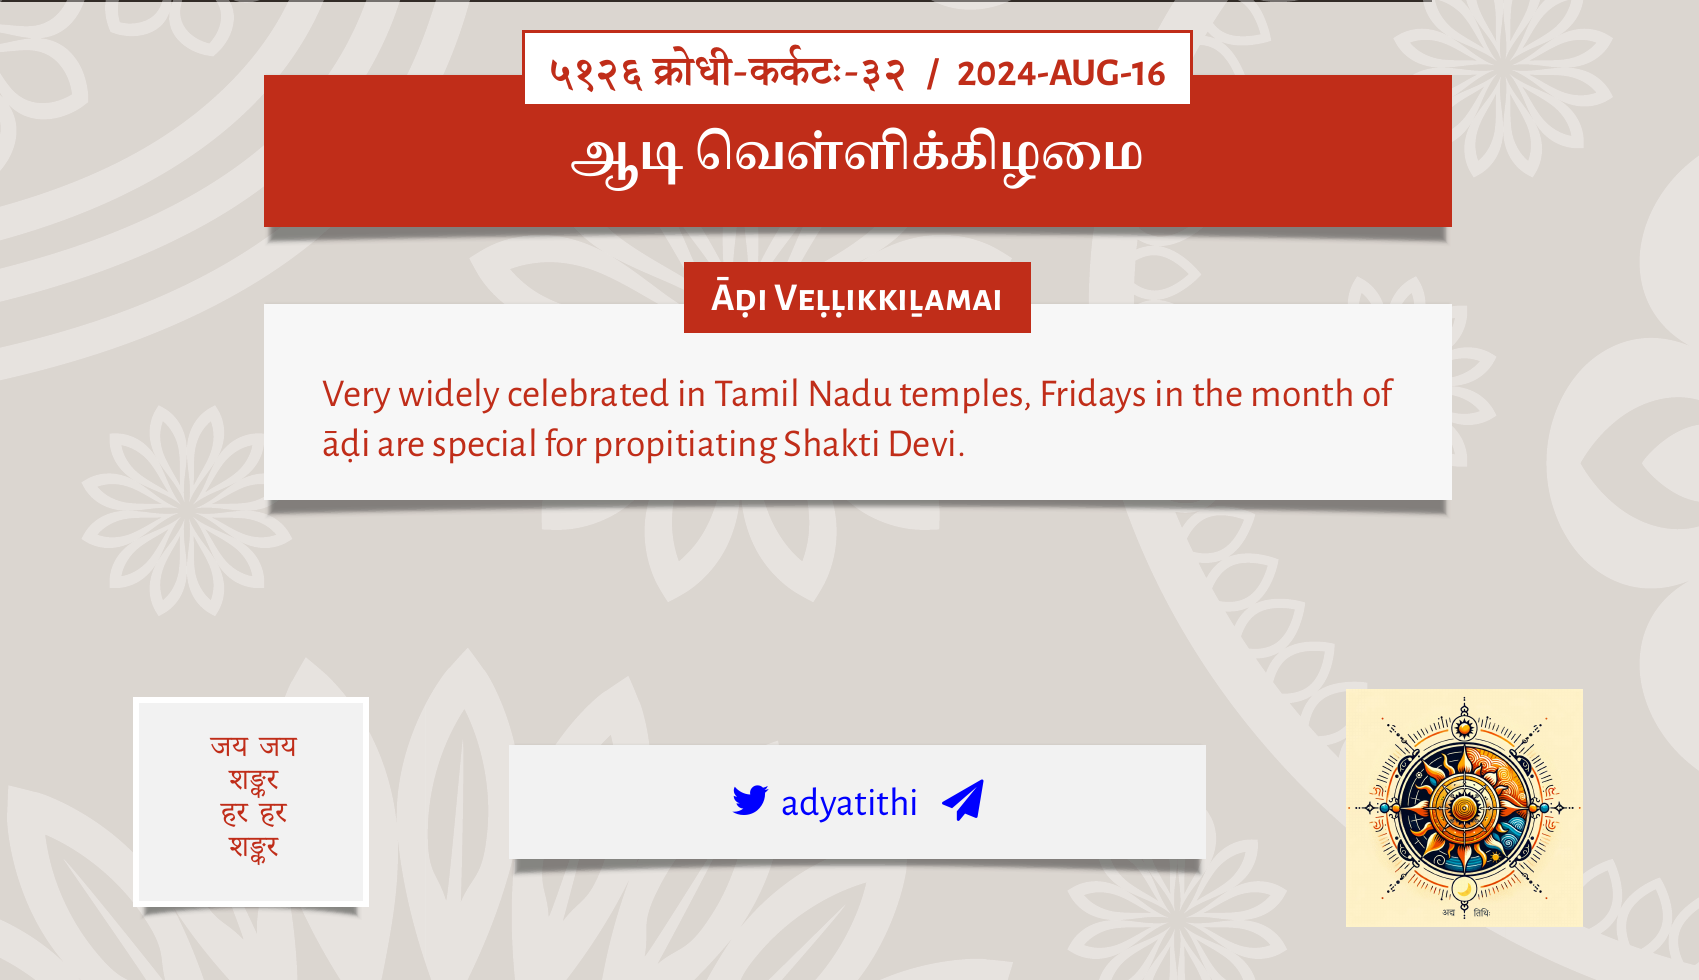 ५१२६ क्रोधी-कर्कटः-३२ / 2024-AUG-16
ஆடி வெள்ளிக்கிழமை
Āḍi Veḷḷikkiḻamai
Very widely celebrated in Tamil Nadu temples, Fridays in the month of
āḍi are special for propitiating Shakti Devi.
जय जय
शङ्कर
हर हर
शङ्कर
adyatithi
अद्य तिथिः